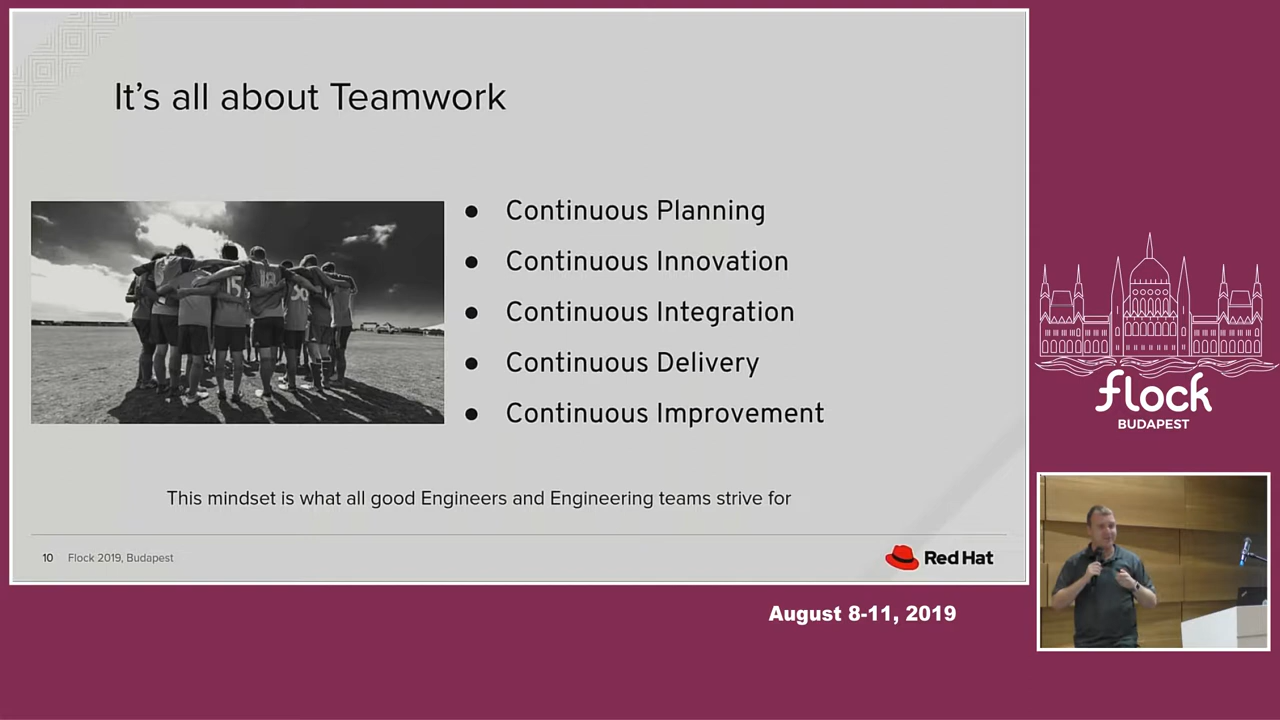 It's all about Teamwork
● Continuous Planning
● Continuous Innovation
● Continuous Integration
● Continuous Delivery
● Continuous Improvement
This mindset is what all good Engineers and Engineering teams strive for
10 Flock 2019, Budapest
Red Hat
flock
BUDAPEST
August 8-11, 2019
15
18